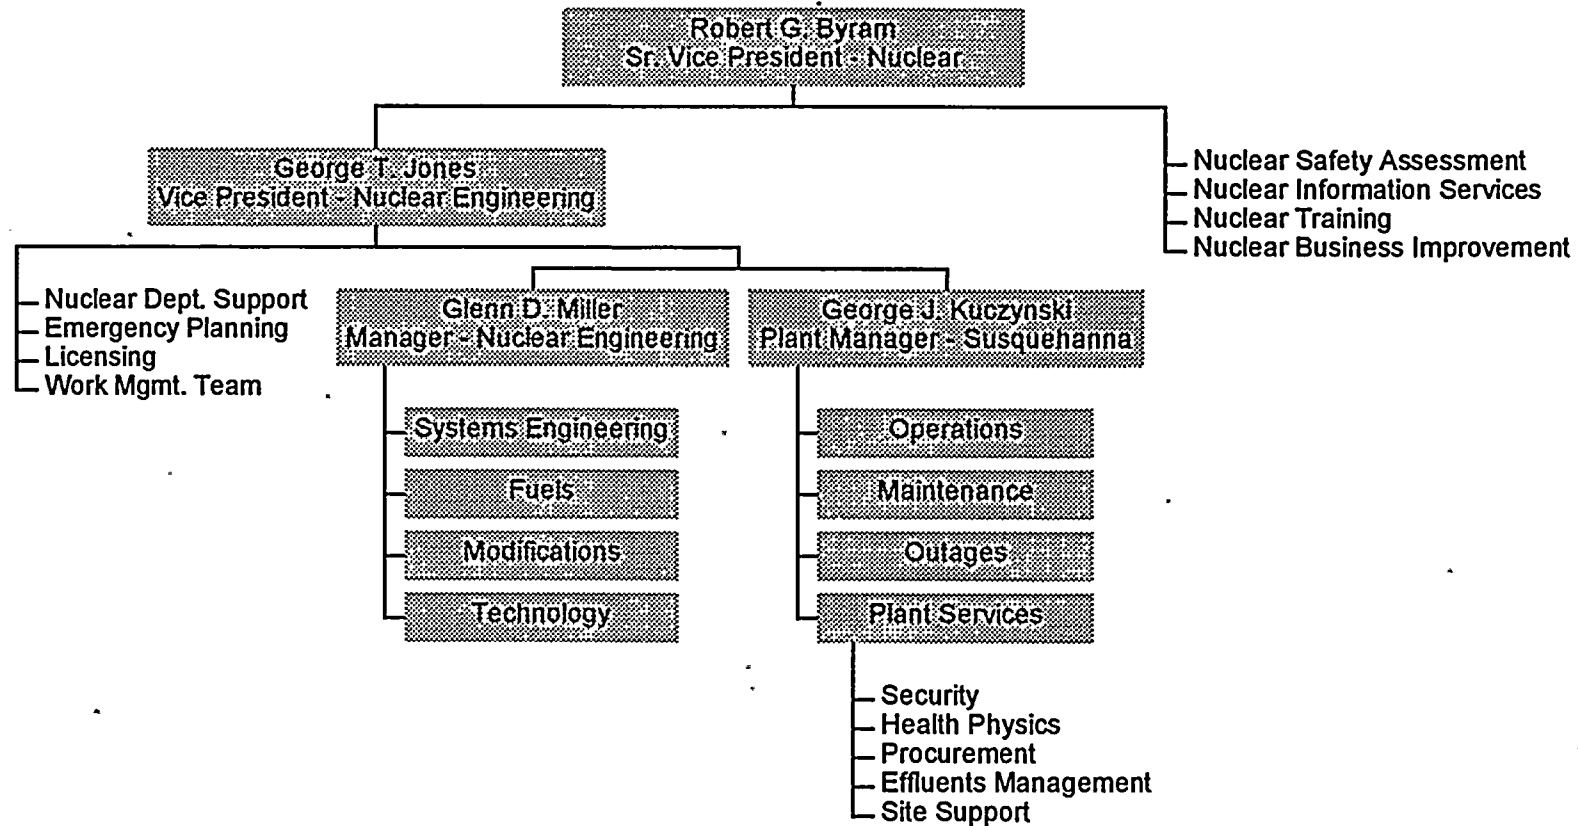 Robert G. Byram
Sr. Vice President - Nuclear
George T. Jones
Vice President - Nuclear Engineering
Nuclear Safety Assessment
Nuclear Information Services
Nuclear Training
Nuclear Business Improvement
Nuclear Dept. Support
Emergency Planning
Licensing
Work Mgmt. Team
Glenn D. Miller
Manager - Nuclear Engineering
George J. Kuczynski
Plant Manager - Susquehanna
Systems Engineering
Fuels
Modifications
Technology
Operations
Maintenance
Outages
Plant Services
Security
Health Physics
Procurement
Effluents Management
Site Support